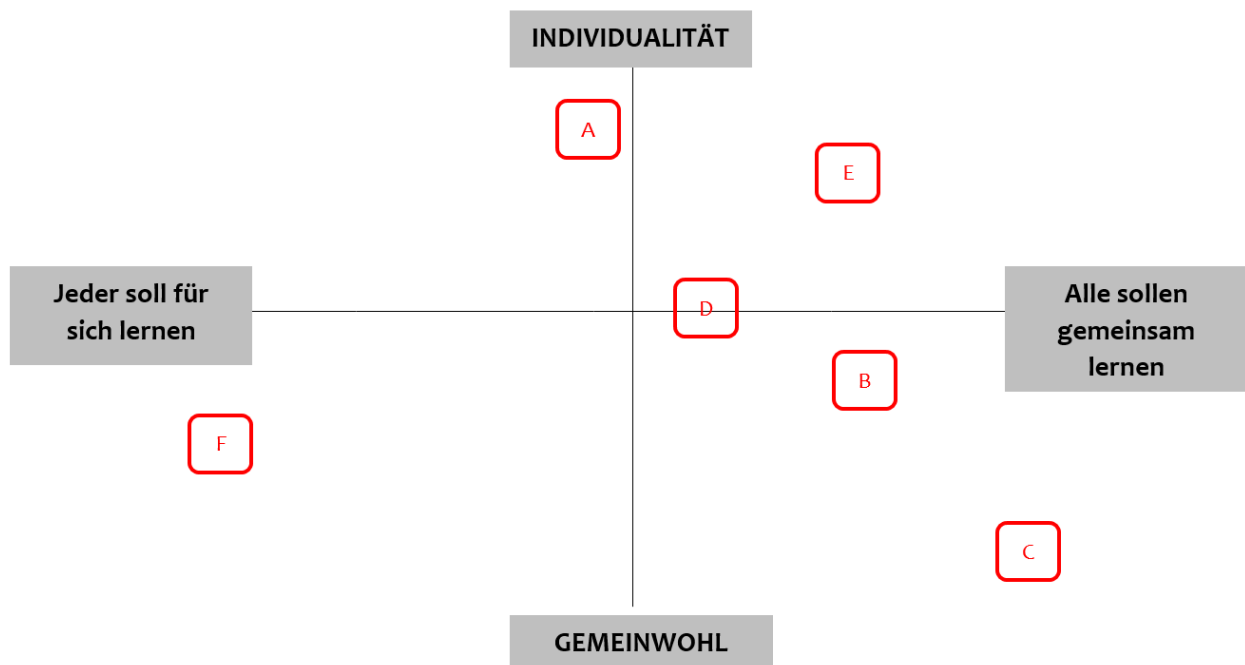 INDIVIDUALITÄT
A
E
Jeder soll für
sich lernen
D
Alle sollen
gemeinsam
lernen
B
F
C
GEMEINWOHL